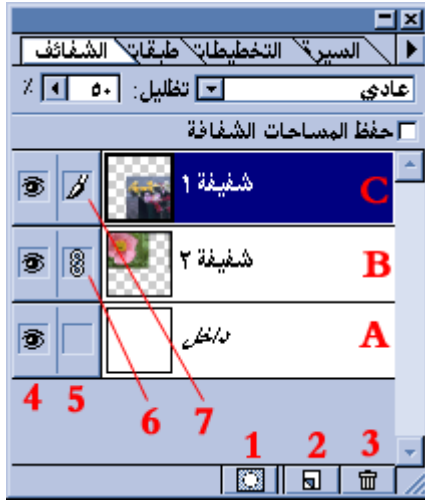 السيرة التخطيطات طبقات الشفائف
عادي تظليل: ٥٠ ٪
حفظ المساحات الشفافة
شفيفة ١ C
شفيفة ٢ B
A
4 5 6 7
1 2 3